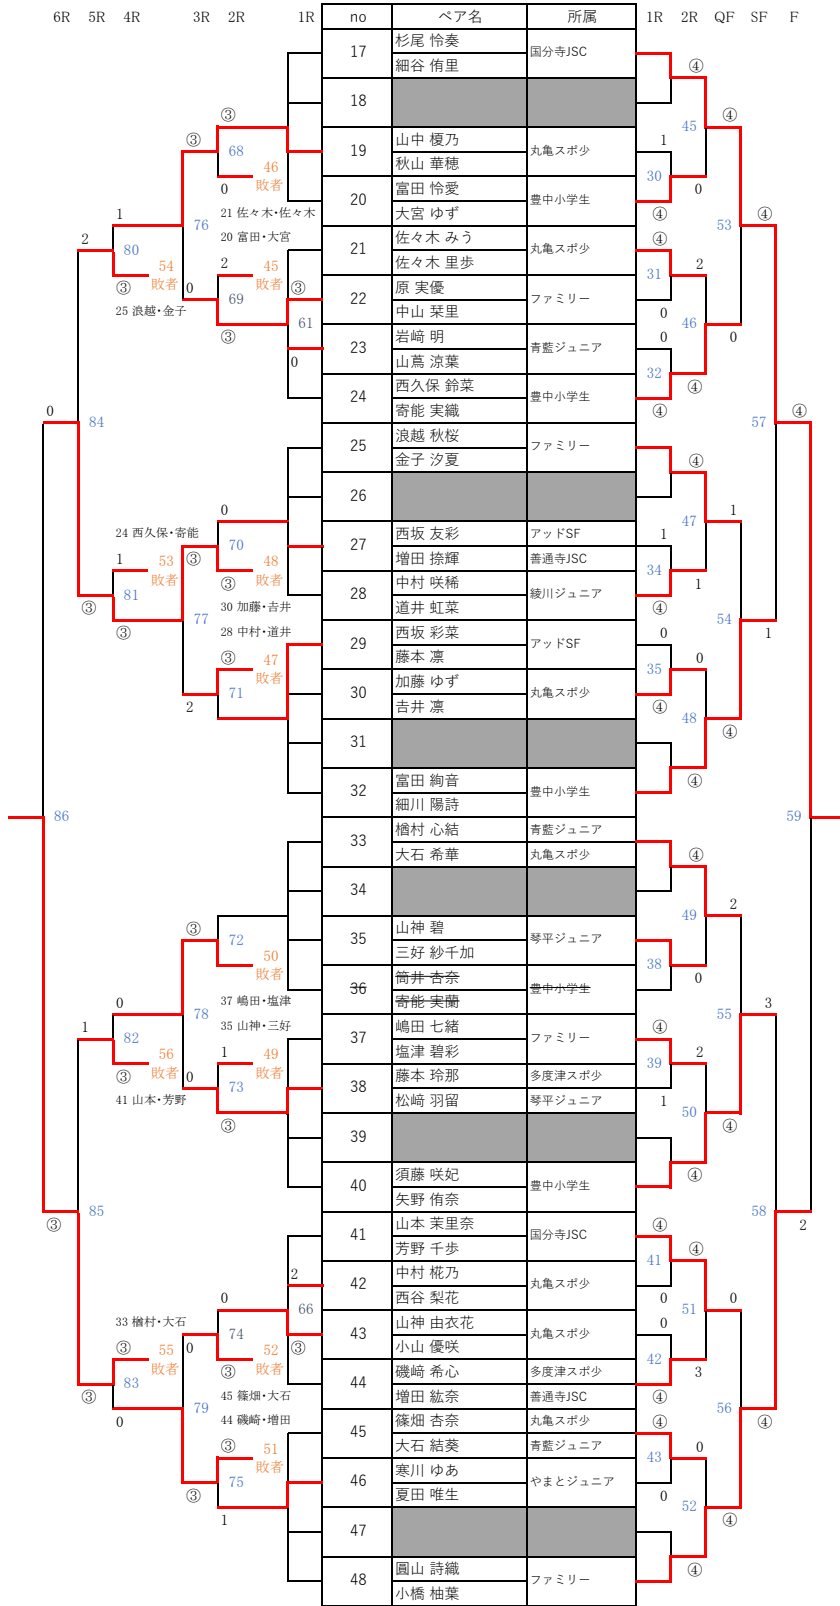 6R 5R 4R 3R 2R 1R no ペア名 所属 1R 2R QF SF F
17 杉尾 怜奏 国分寺JSC
細谷 侑里
18
③ ④ ④
45
③ 68 19 山中 榎乃 丸亀スポ少 1
46 秋山 華穂
敗者 30
0 20 富田 怜愛 豊中小学生 0
1 76 21 佐々木・佐々木 大宮 ゆず ④ 53 ④
2 20 富田・大宮 21 佐々木 みう 丸亀スポ少 ④
80 54 2 45 佐々木 里歩 31 2
敗者 敗者
③ 0 69 ③ 22 原 実優 ファミリー
25 浪越・金子 61 中山 栞里 0 46
③ 23 岩﨑 明 青藍ジュニア 0 0
0 山蔦 涼葉 32
24 西久保 鈴菜 豊中小学生 ④
0 84 寄能 実織 ④ 57 ④
25 浪越 秋桜 ファミリー
金子 汐夏 ④
26
0 1
24 西久保・寄能 27 西坂 友彩 アッドSF 1 47
1 53 ③ 70 48 増田 捺輝 善通寺JSC
敗者 敗者 34
③ 81 ③ 28 中村 咲稀 綾川ジュニア 1
30 加藤・吉井 道井 虹菜 ④
③ 77 28 中村・道井 29 西坂 彩菜 アッドSF 0 54 1
③ 47 藤本 凛 35 0
敗者
2 71 30 加藤 ゆず 丸亀スポ少
吉井 凛 ④ 48
31 ④
④
32 富田 絢音 豊中小学生
細川 陽詩
86 59
33 楢村 心結 青藍ジュニア
大石 希華 丸亀スポ少 ④
34
2
③ 72 35 山神 碧 琴平ジュニア 49
50 三好 紗千加 38
敗者
36 筒井 杏奈 豊中小学生 0
0 78 37 嶋田・塩津 寄能 実蘭 55 3
1 35 山神・三好 37 嶋田 七緒 ファミリー ④
82 56 1 49 塩津 碧彩 39 2
敗者 敗者
③ 0 73 38 藤本 玲那 多度津スポ少
41 山本・芳野 松﨑 羽留 琴平ジュニア 1 50
③ 39 ④
④
40 須藤 咲妃 豊中小学生
矢野 侑奈
③ 85 41 山本 茉里奈 国分寺JSC ④ 58 2
芳野 千歩 41 ④
2 42 中村 椛乃 丸亀スポ少
0 66 西谷 梨花 0 0
33 楢村・大石 43 山神 由衣花 丸亀スポ少 0 51
③ 55 0 74 52 ③ 小山 優咲
敗者 敗者 42
③ 83 ③ 44 磯﨑 希心 多度津スポ少 3
45 篠畑・大石 増田 紘奈 善通寺JSC ④
0 79 44 磯崎・増田 45 篠畑 杏奈 丸亀スポ少 ④ 56 ④
③ 51 大石 結葵 青藍ジュニア 43 0
敗者
③ 75 46 寒川 ゆあ やまとジュニア
夏田 唯生 0 52
1 47 ④
④
48 圓山 詩織 ファミリー
小橋 柚葉